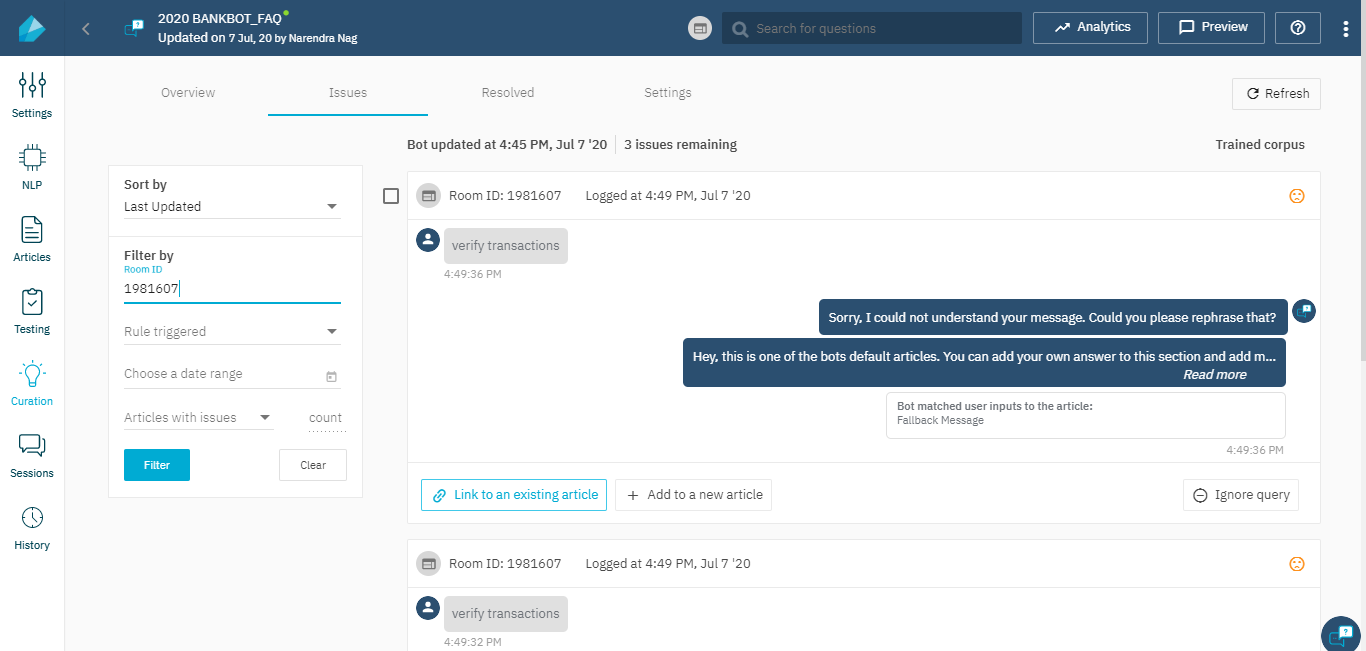 2020 BANKBOT_FAQ
Updated on 7 Jul, 20 by Narendra Nag
Search for questions
Analytics
Preview
Settings
NLP
Articles
Testing
Curation
Sessions
History
Overview
Issues
Resolved
Settings
Refresh
Bot updated at 4:45 PM, Jul 7 '20
3 issues remaining
Trained corpus
Sort by
Last Updated
Filter by
Room ID
1981607
Rule triggered
Choose a date range
Articles with issues
count
Filter
Clear
Room ID: 1981607
Logged at 4:49 PM, Jul 7 '20
verify transactions
4:49:36 PM
Sorry, I could not understand your message. Could you please rephrase that?
Hey, this is one of the bots default articles. You can add your own answer to this section and add m...
Read more
Bot matched user inputs to the article:
Fallback Message
4:49:36 PM
Link to an existing article
Add to a new article
Ignore query
Room ID: 1981607
Logged at 4:49 PM, Jul 7 '20
verify transactions
4:49:32 PM